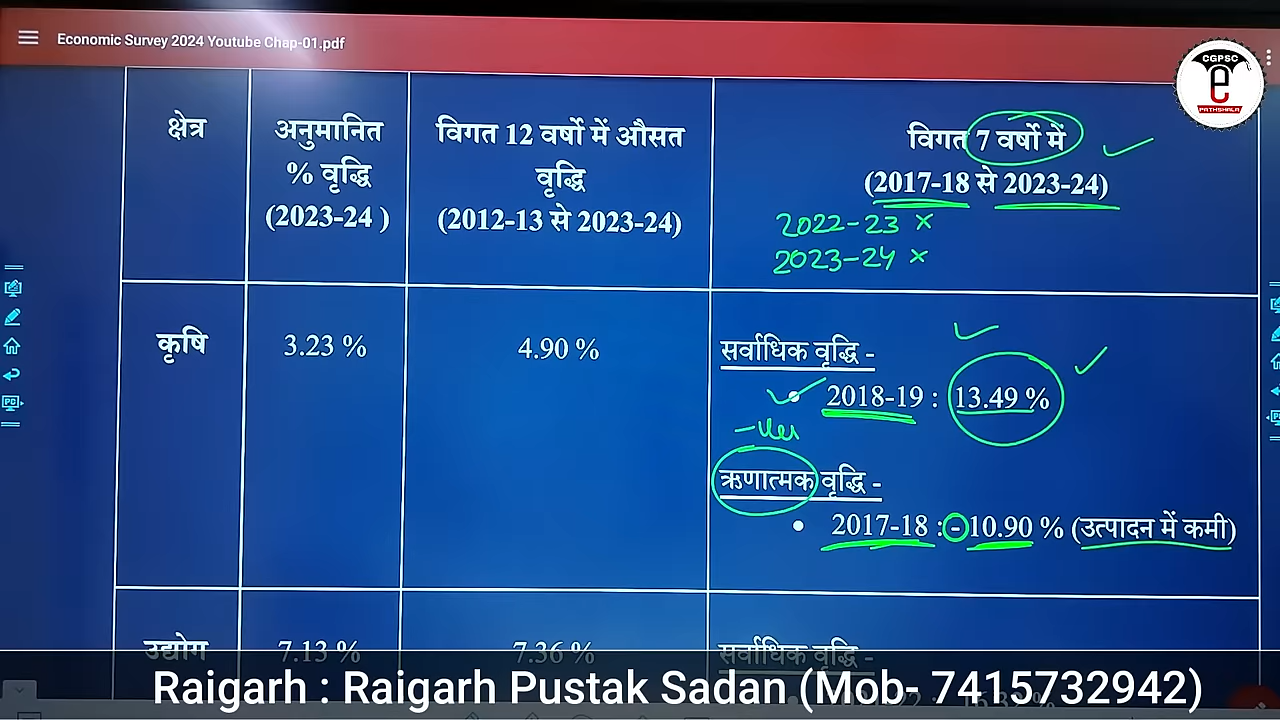 Economic Survey 2024 Youtube Chap-01.pdf
CGPSC
e
PATHSHALA
क्षेत्र
अनुमानित
% वृद्धि
(2023-24 )
विगत 12 वर्षों में औसत
वृद्धि
(2012-13 से 2023-24)
विगत 7 वर्षों में
(2017-18 से 2023-24)
2022-23 ×
2023-24 ×
कृषि
3.23 %
4.90 %
सर्वाधिक वृद्धि -
• 2018-19 : 13.49 %
ऋणात्मक वृद्धि -
• 2017-18 : -10.90 % (उत्पादन में कमी)
उद्योग
7.13 %
7.36 %
सर्वाधिक वृद्धि -
Raigarh : Raigarh Pustak Sadan (Mob- 7415732942)